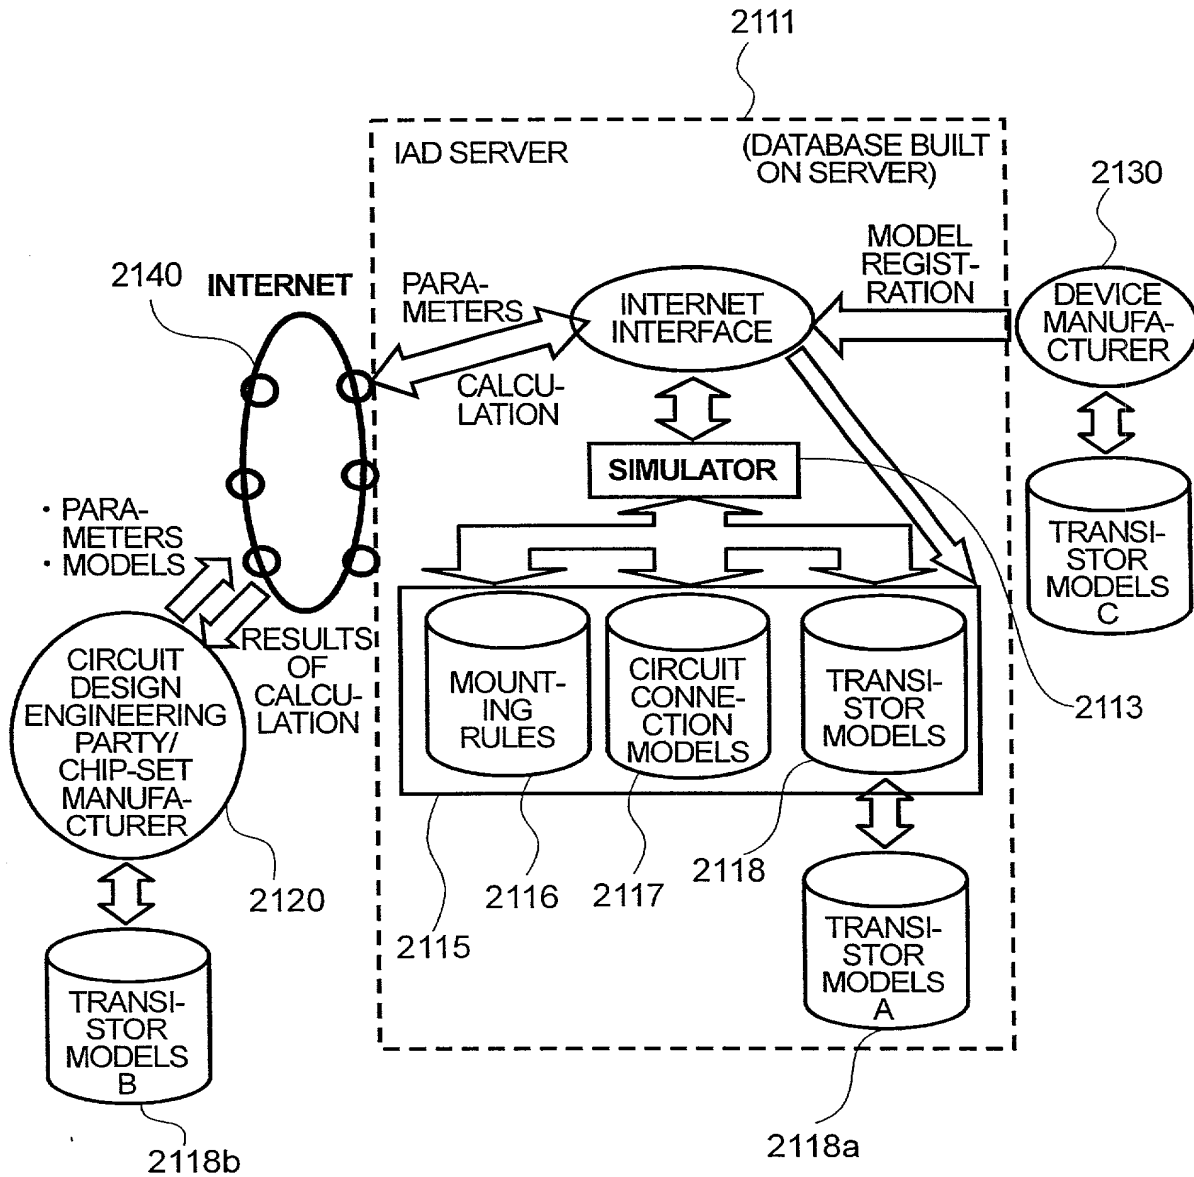 2111
IAD SERVER
(DATABASE BUILT
ON SERVER)
2130
2140
INTERNET
PARA-
METERS
CALCU-
LATION
INTERNET
INTERFACE
MODEL
REGIST-
RATION
DEVICE
MANUFA-
CTURER
SIMULATOR
TRANSI-
STOR
MODELS
C
· PARA-
METERS
· MODELS
RESULTS
OF
CALCU-
LATION
CIRCUIT
DESIGN
ENGINEERING
PARTY/
CHIP-SET
MANUFA-
CTURER
MOUNT-
ING
RULES
CIRCUIT
CONNE-
CTION
MODELS
TRANSI-
STOR
MODELS
2113
2120
2115
2116
2117
2118
TRANSI-
STOR
MODELS
A
TRANSI-
STOR
MODELS
B
2118b
2118a